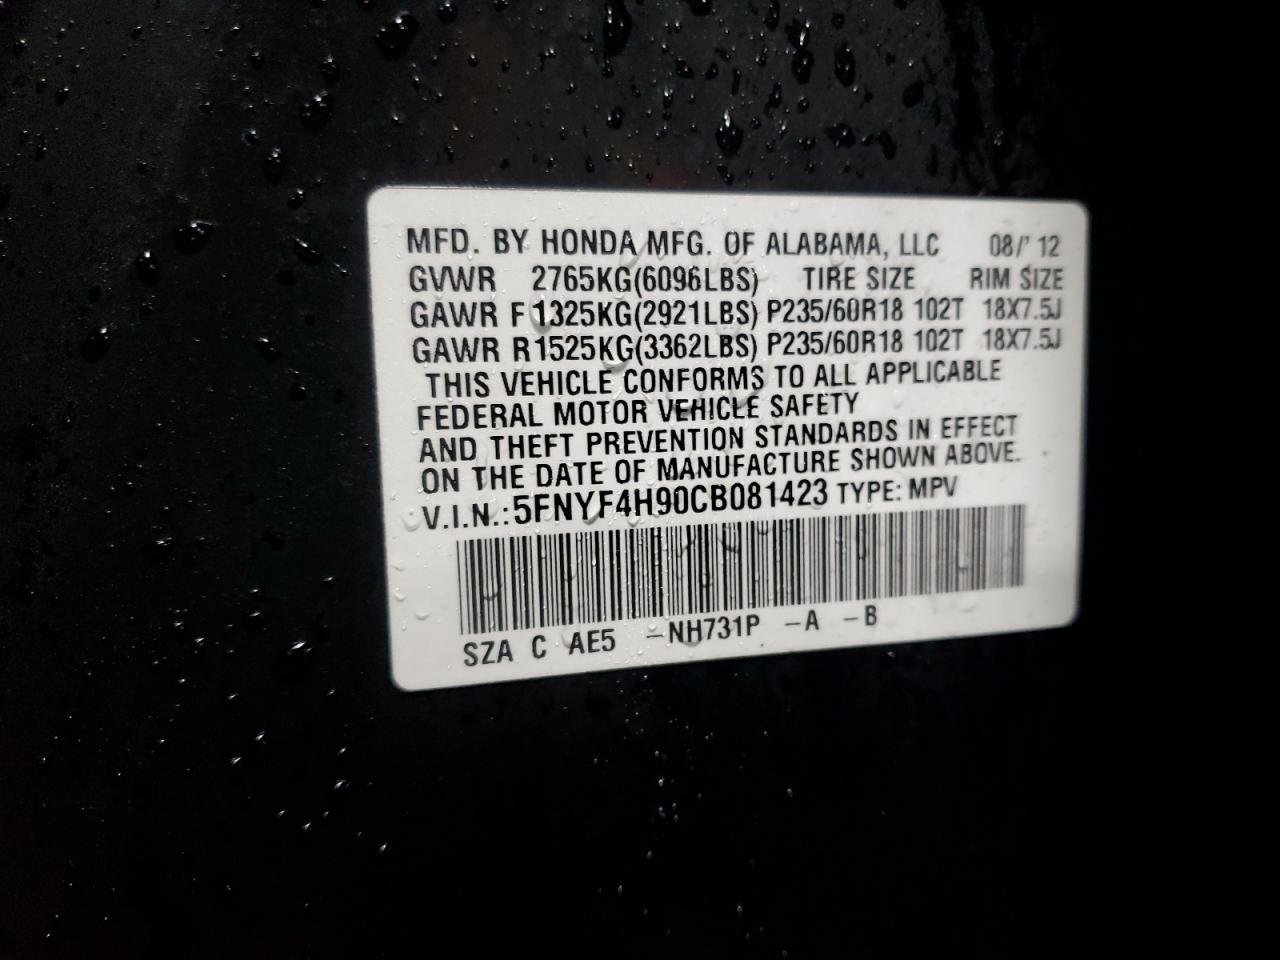 MFD. BY HONDA MFG. OF ALABAMA, LLC 08/' 12
GVWR 2765KG(6096LBS) TIRE SIZE RIM SIZE
GAWR F 1325KG(2921LBS) P235/60R18 102T 18X7.5J
GAWR R1525KG(3362LBS) P235/60R18 102T 18X7.5J
THIS VEHICLE CONFORMS TO ALL APPLICABLE
FEDERAL MOTOR VEHICLE SAFETY
AND THEFT PREVENTION STANDARDS IN EFFECT
ON THE DATE OF MANUFACTURE SHOWN ABOVE.
V.I.N.:5FNYF4H90CB081423 TYPE: MPV
SZA C AE5 -NH731P -A -B